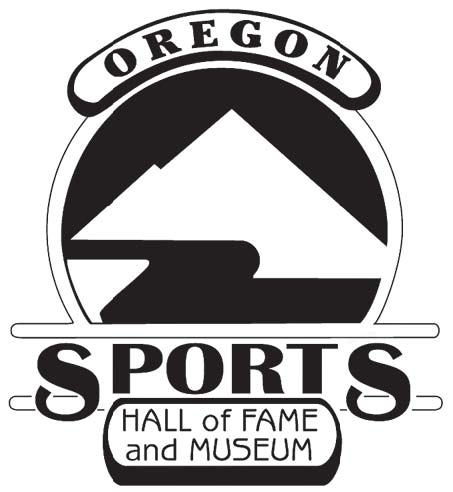 OREGON
SPORTS
HALL of FAME
and MUSEUM